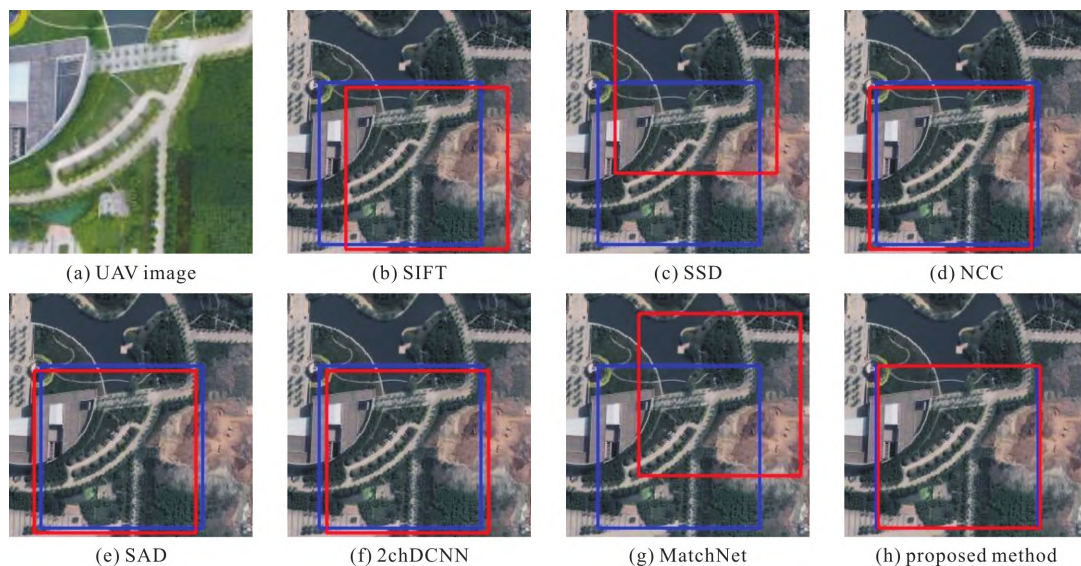 (a) UAV image
(b) SIFT
(c) SSD
(d) NCC
(e) SAD
(f) 2chDCNN
(g) MatchNet
(h) proposed method